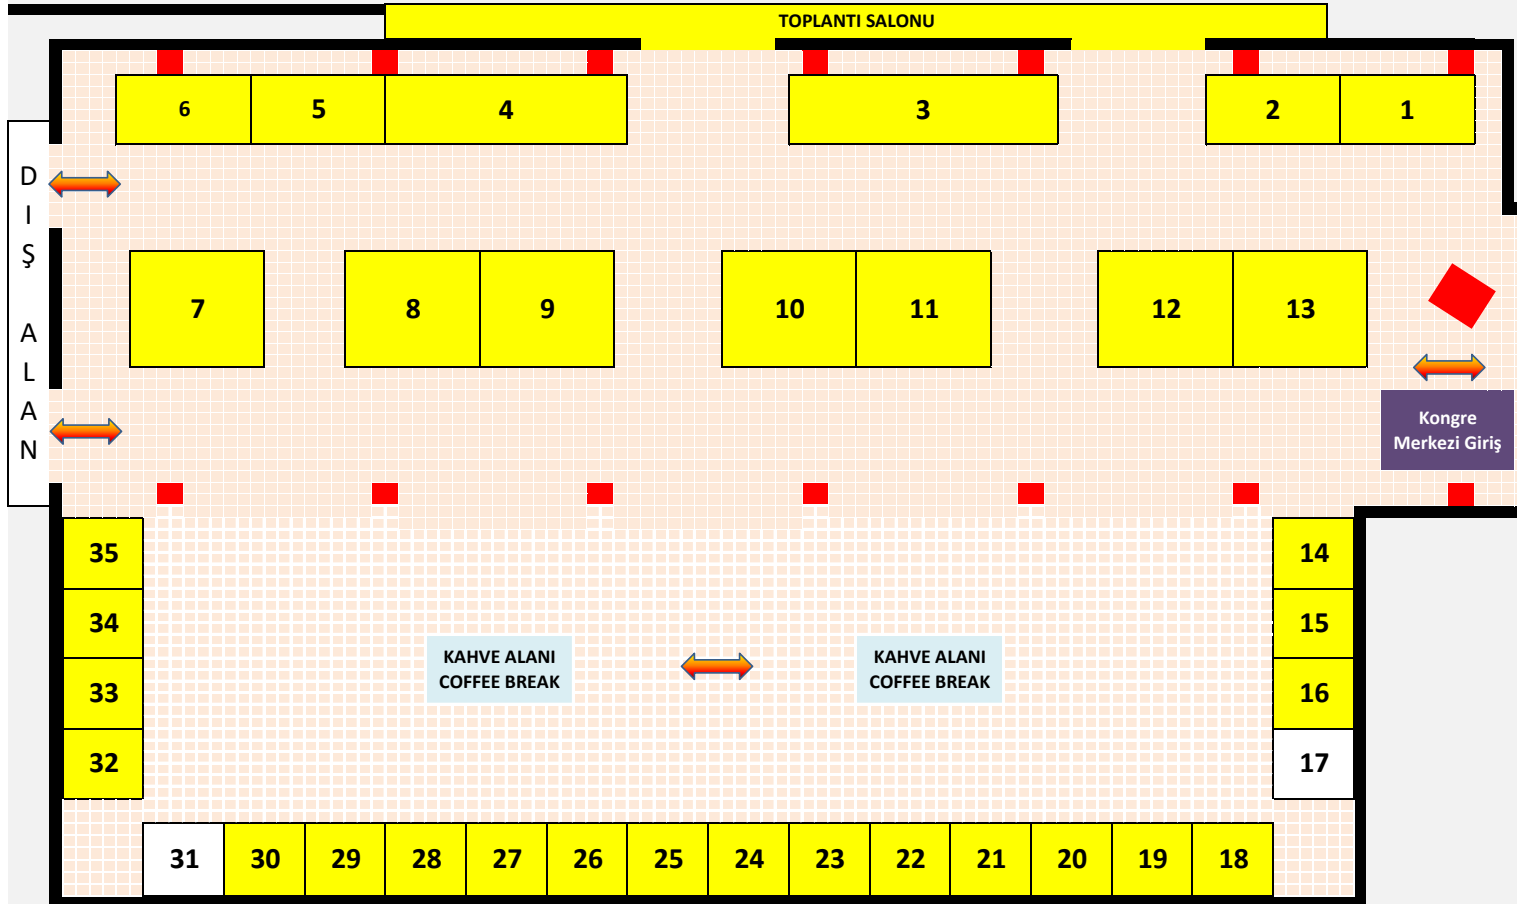 TOPLANTI SALONU
6 5 4 3 2 1
D
I
Ş
A
L
A
N
7 8 9 10 11 12 13
Kongre
Merkezi Giriş
35 14
34 15
KAHVE ALANI
COFFEE BREAK
KAHVE ALANI
COFFEE BREAK
33 16
32 17
31 30 29 28 27 26 25 24 23 22 21 20 19 18